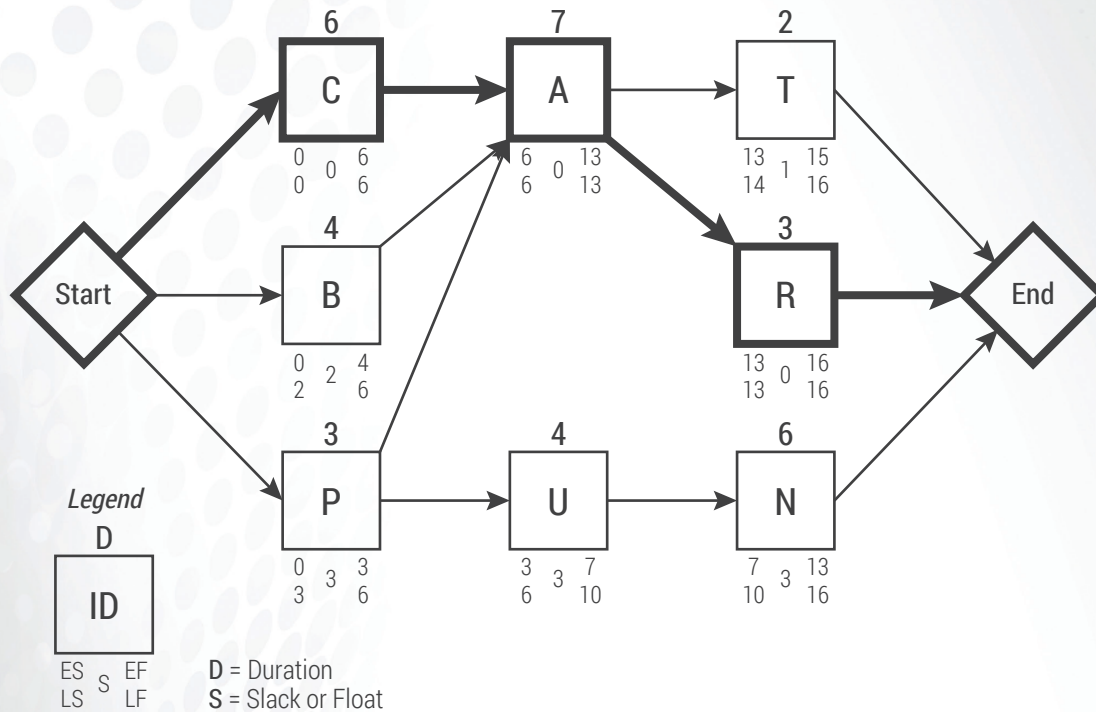 6
C
0 0 6
0 6
7
A
6 0 13
6 13
2
T
13 1 15
14 16
Start
4
B
0 2 4
2 6
3
R
13 0 16
13 16
End
3
P
0 3 3
3 6
4
U
3 3 7
6 10
6
N
7 3 13
10 16
Legend
D
ID
ES S EF
LS LF
D = Duration
S = Slack or Float